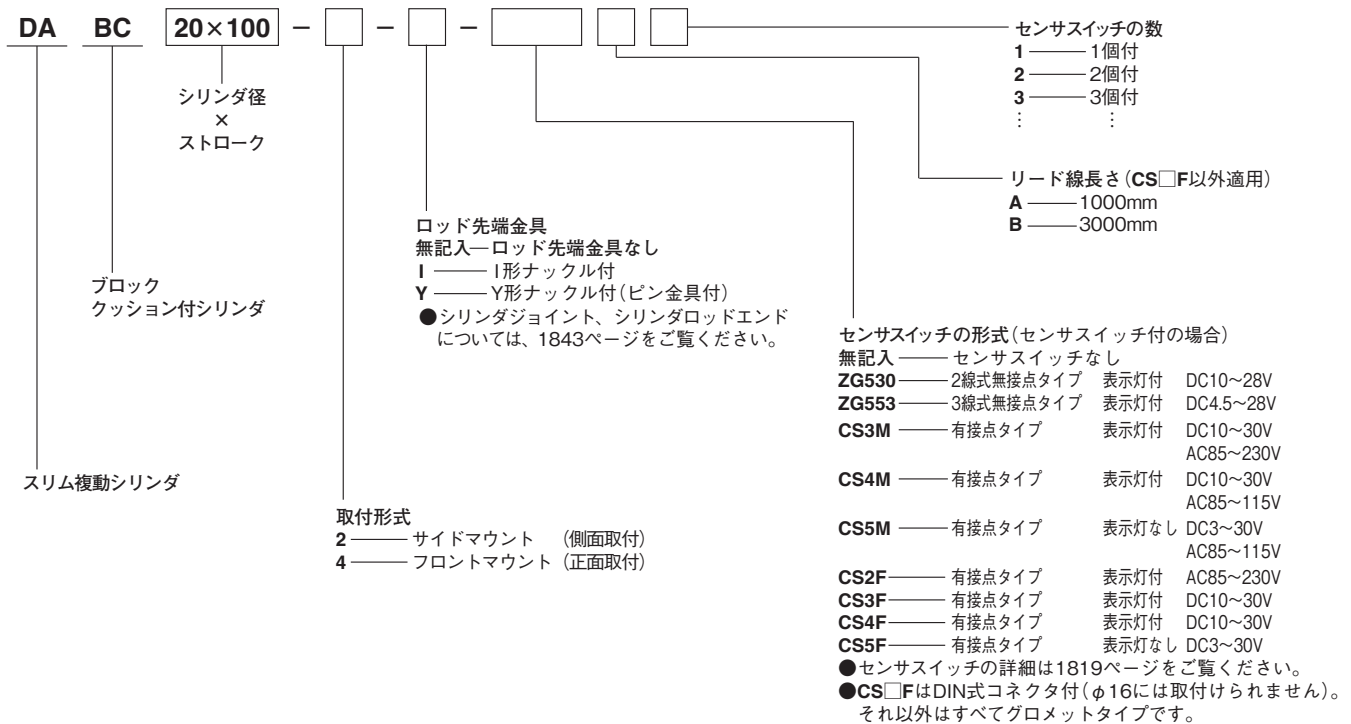 DA BC 20×100 － － －
シリンダ径
×
ストローク
センサスイッチの数
1 1個付
2 2個付
3 3個付
⋮ ⋮
リード線長さ（CS□F以外適用）
A 1000mm
B 3000mm
ロッド先端金具
無記入―ロッド先端金具なし
I I形ナックル付
Y Y形ナックル付（ピン金具付）
●シリンダジョイント、シリンダロッドエンド
については、1843ページをご覧ください。
ブロック
クッション付シリンダ
スリム複動シリンダ
取付形式
2 サイドマウント （側面取付）
4 フロントマウント（正面取付）
センサスイッチの形式（センサスイッチ付の場合）
無記入 センサスイッチなし
ZG530 2線式無接点タイプ 表示灯付 DC10～28V
ZG553 3線式無接点タイプ 表示灯付 DC4.5～28V
CS3M 有接点タイプ 表示灯付 DC10～30V
AC85～230V
CS4M 有接点タイプ 表示灯付 DC10～30V
AC85～115V
CS5M 有接点タイプ 表示灯なし DC3～30V
AC85～115V
CS2F 有接点タイプ 表示灯付 AC85～230V
CS3F 有接点タイプ 表示灯付 DC10～30V
CS4F 有接点タイプ 表示灯付 DC10～30V
CS5F 有接点タイプ 表示灯なし DC3～30V
●センサスイッチの詳細は1819ページをご覧ください。
●CS□FはDIN式コネクタ付（φ16には取付けられません）。
それ以外はすべてグロメットタイプです。